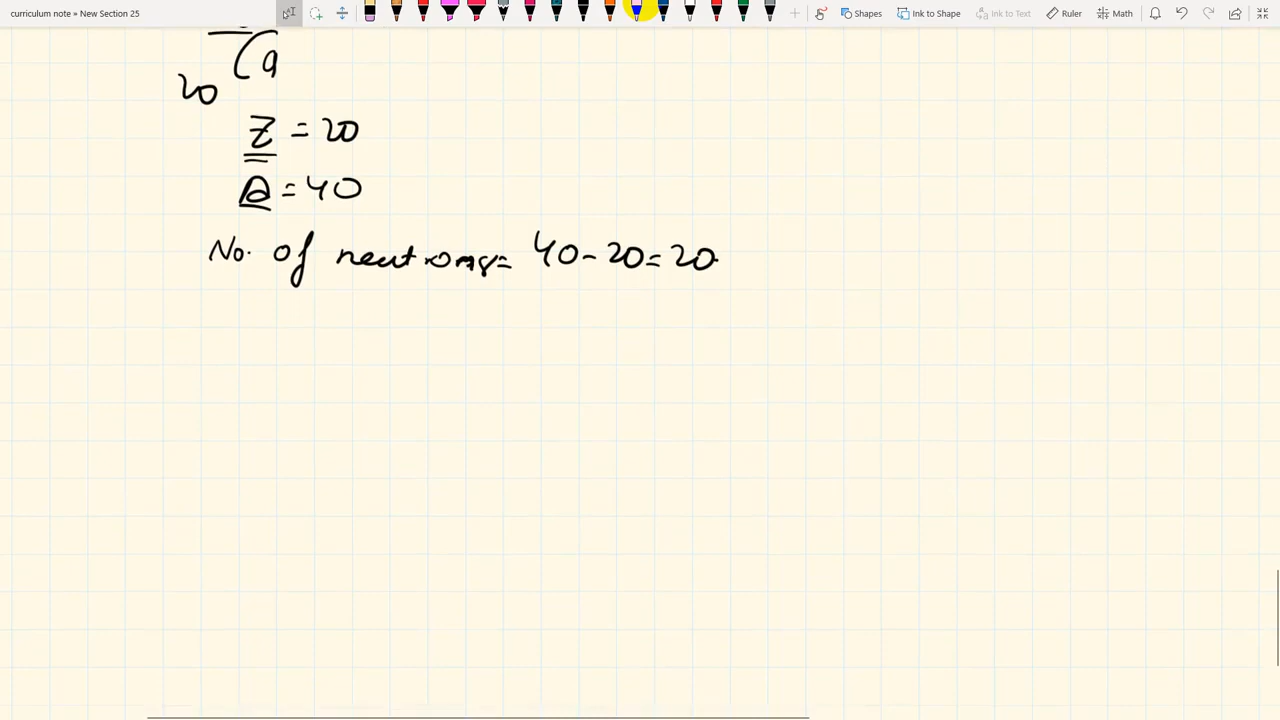 curriculum note » New Section 25
Shapes Ink to Shape Ink to Text Ruler Math
Ca
20
Z = 20
A = 40
No. of neutrons = 40 - 20 = 20